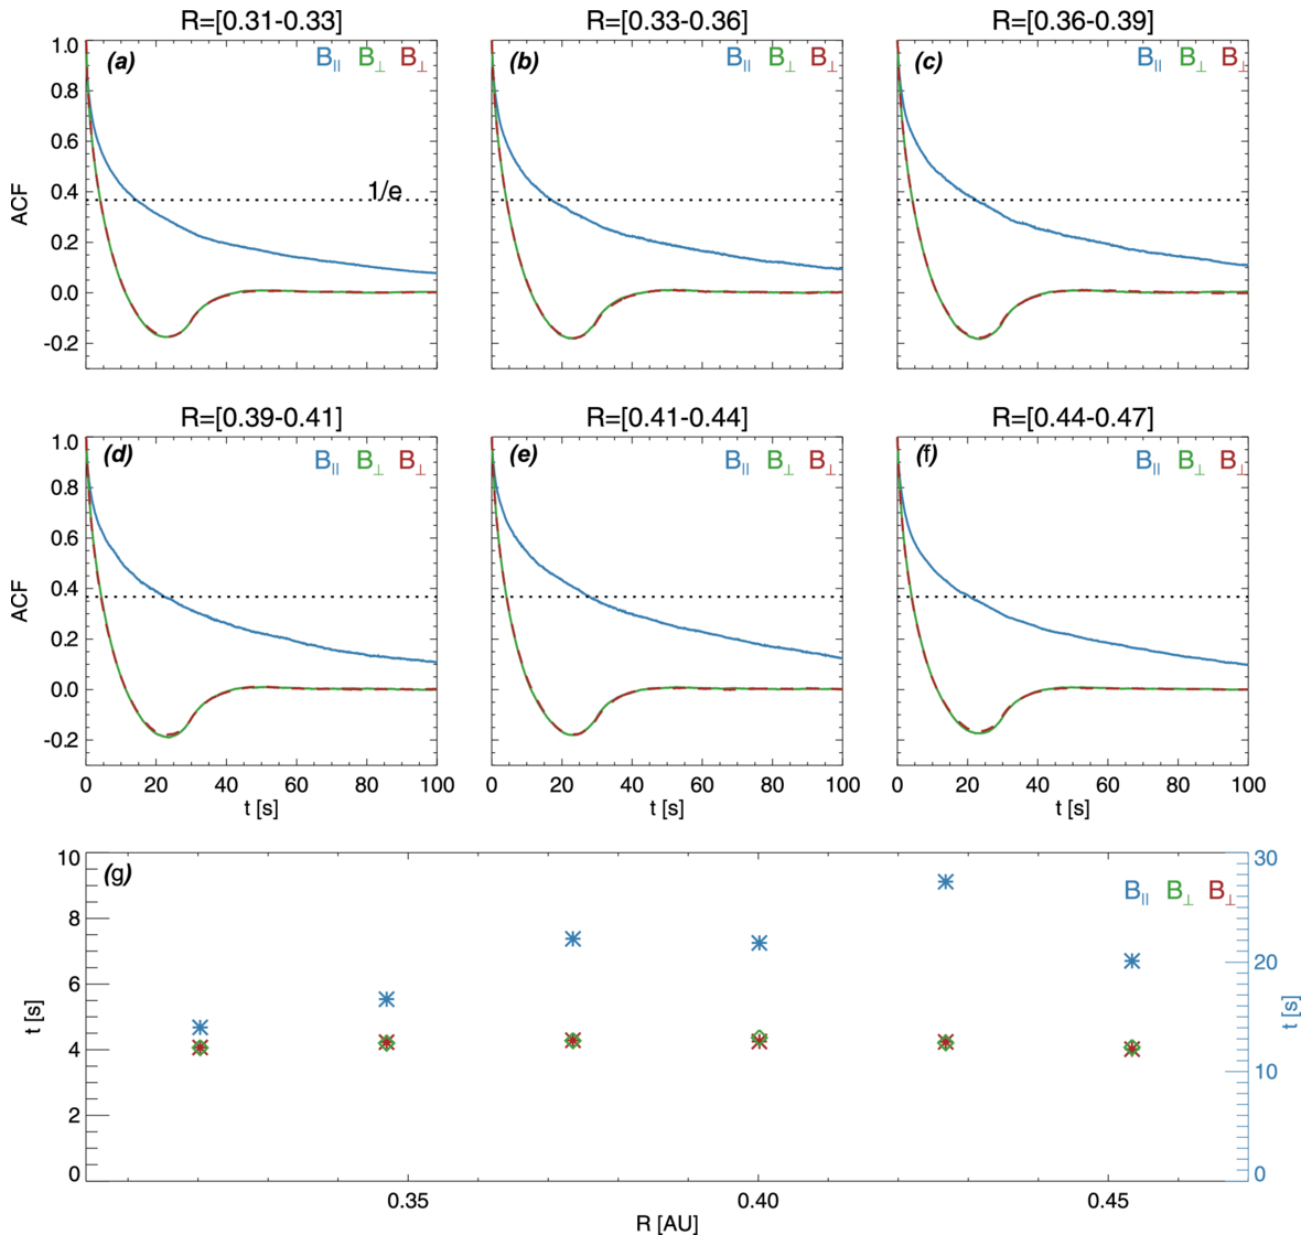 R=[0.31-0.33] R=[0.33-0.36] R=[0.36-0.39]
(a) B∥ B⊥ B⊥ (b) B∥ B⊥ B⊥ (c) B∥ B⊥ B⊥
1.0
0.8
0.6
0.4
0.2
0.0
-0.2
ACF
1/e
R=[0.39-0.41] R=[0.41-0.44] R=[0.44-0.47]
(d) B∥ B⊥ B⊥ (e) B∥ B⊥ B⊥ (f) B∥ B⊥ B⊥
1.0
0.8
0.6
0.4
0.2
0.0
-0.2
ACF
0 20 40 60 80 100 0 20 40 60 80 100 0 20 40 60 80 100
t [s] t [s] t [s]
(g) B∥ B⊥ B⊥
10
8
6
4
2
0
t [s]
30
20
10
0
t [s]
0.35 0.40 0.45
R [AU]